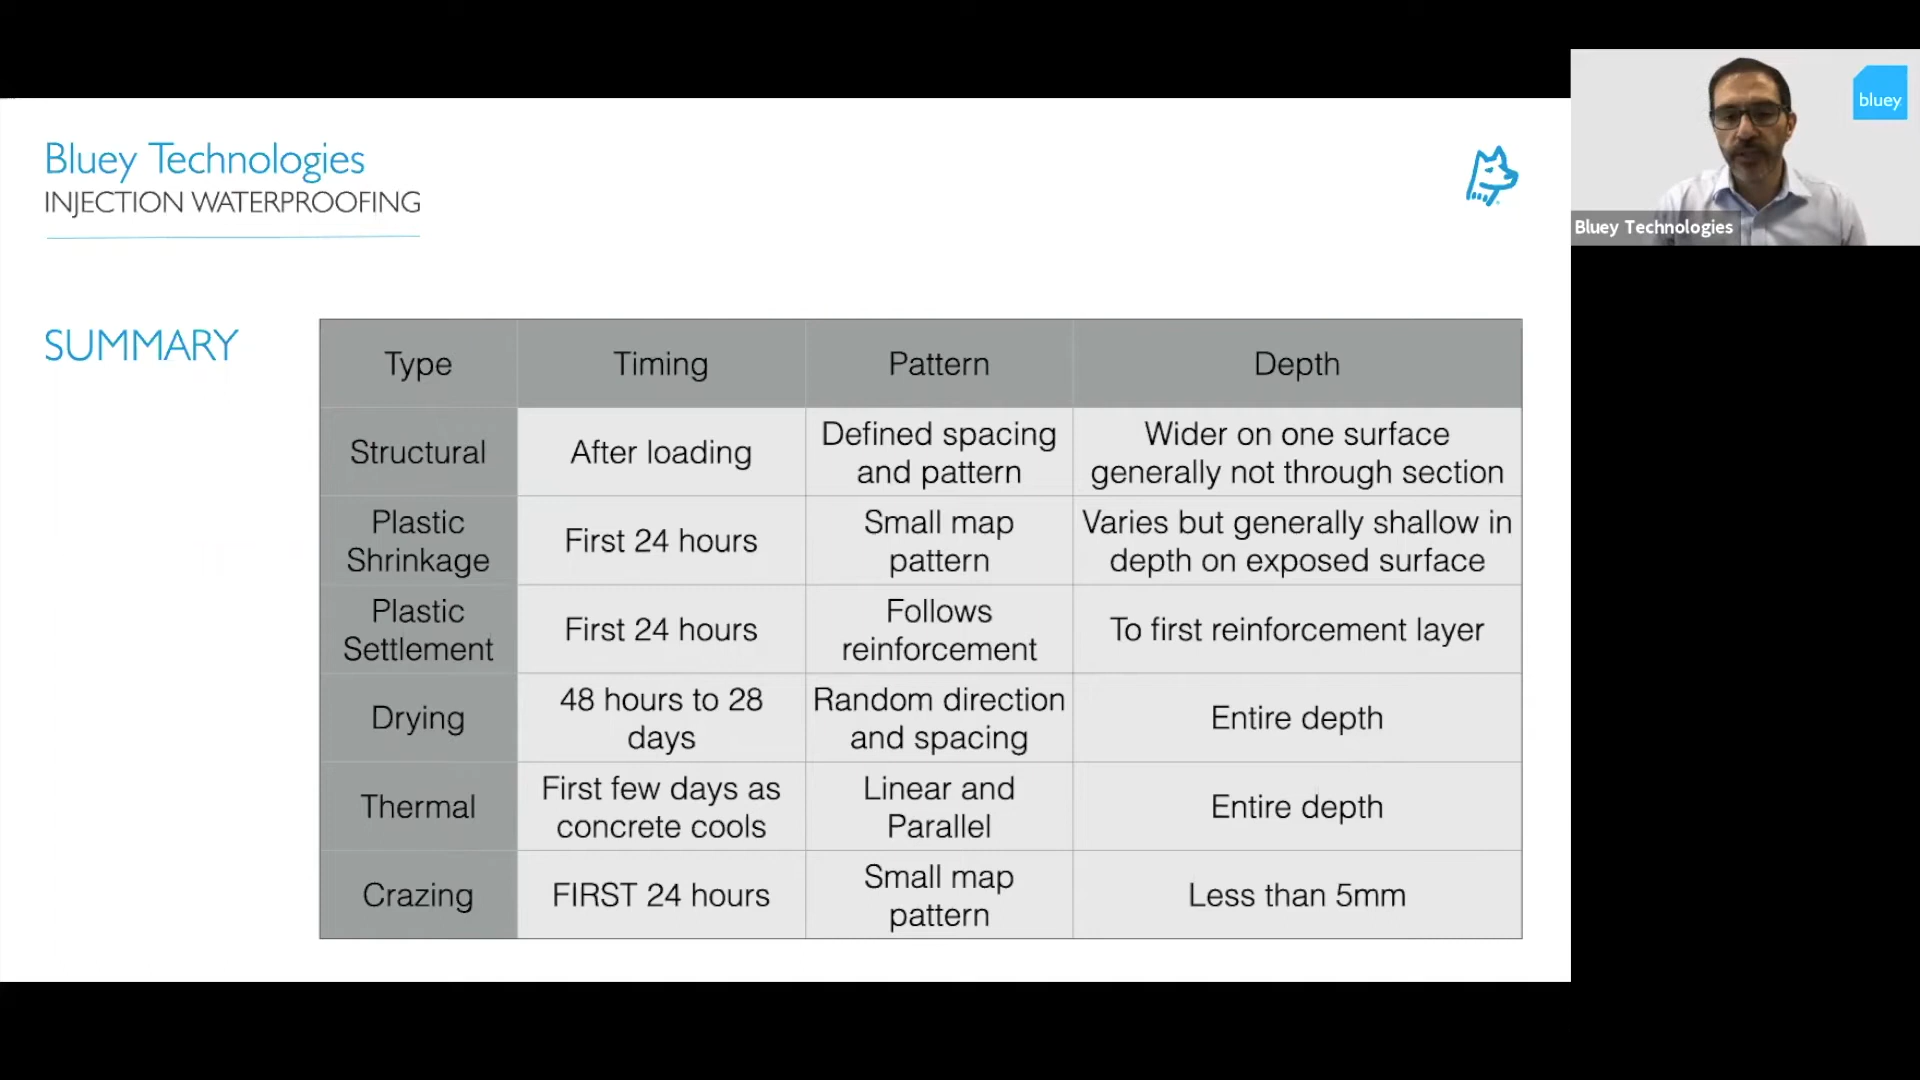 Bluey Technologies
INJECTION WATERPROOFING
bluey
Bluey Technologies
SUMMARY
Type
Timing
Pattern
Depth
Structural
After loading
Defined spacing
and pattern
Wider on one surface
generally not through section
Plastic
Shrinkage
First 24 hours
Small map
pattern
Varies but generally shallow in
depth on exposed surface
Plastic
Settlement
First 24 hours
Follows
reinforcement
To first reinforcement layer
Drying
48 hours to 28
days
Random direction
and spacing
Entire depth
Thermal
First few days as
concrete cools
Linear and
Parallel
Entire depth
Crazing
FIRST 24 hours
Small map
pattern
Less than 5mm